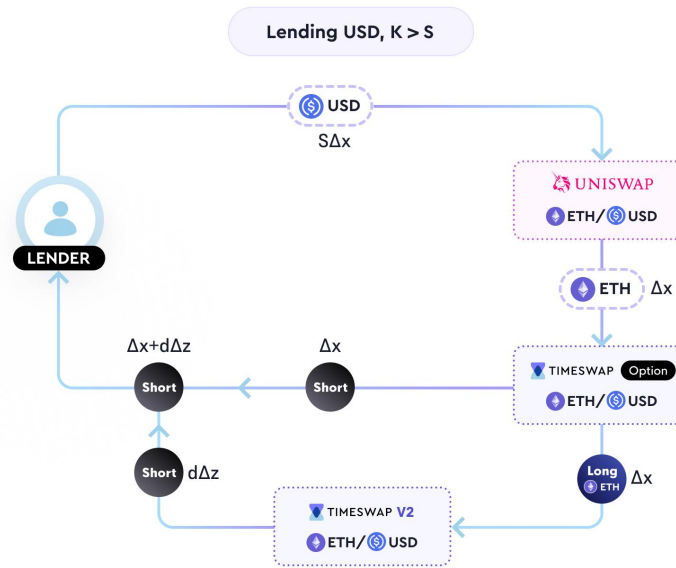 Lending USD, K > S
USD
SΔx
UNISWAP
ETH/ USD
LENDER
ETH Δx
Δx+dΔz
Δx
TIMESWAP Option
Short
Short
ETH/ USD
Short dΔz
Long
ETH
Δx
TIMESWAP V2
ETH/ USD